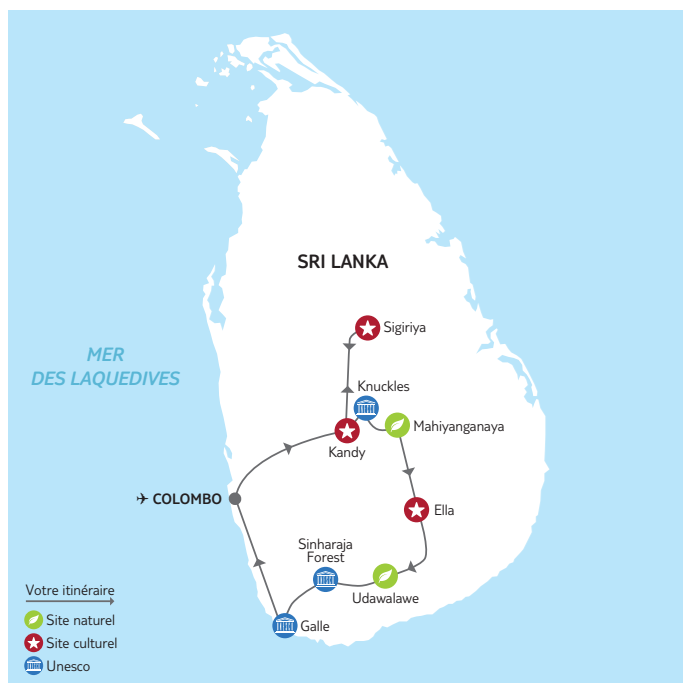 SRI LANKA
Sigiriya
MER
DES LAQUEDIVES
Knuckles
Mahiyanganaya
Kandy
COLOMBO
Ella
Sinharaja
Forest
Udawalawe
Galle
Votre itinéraire
Site naturel
Site culturel
Unesco